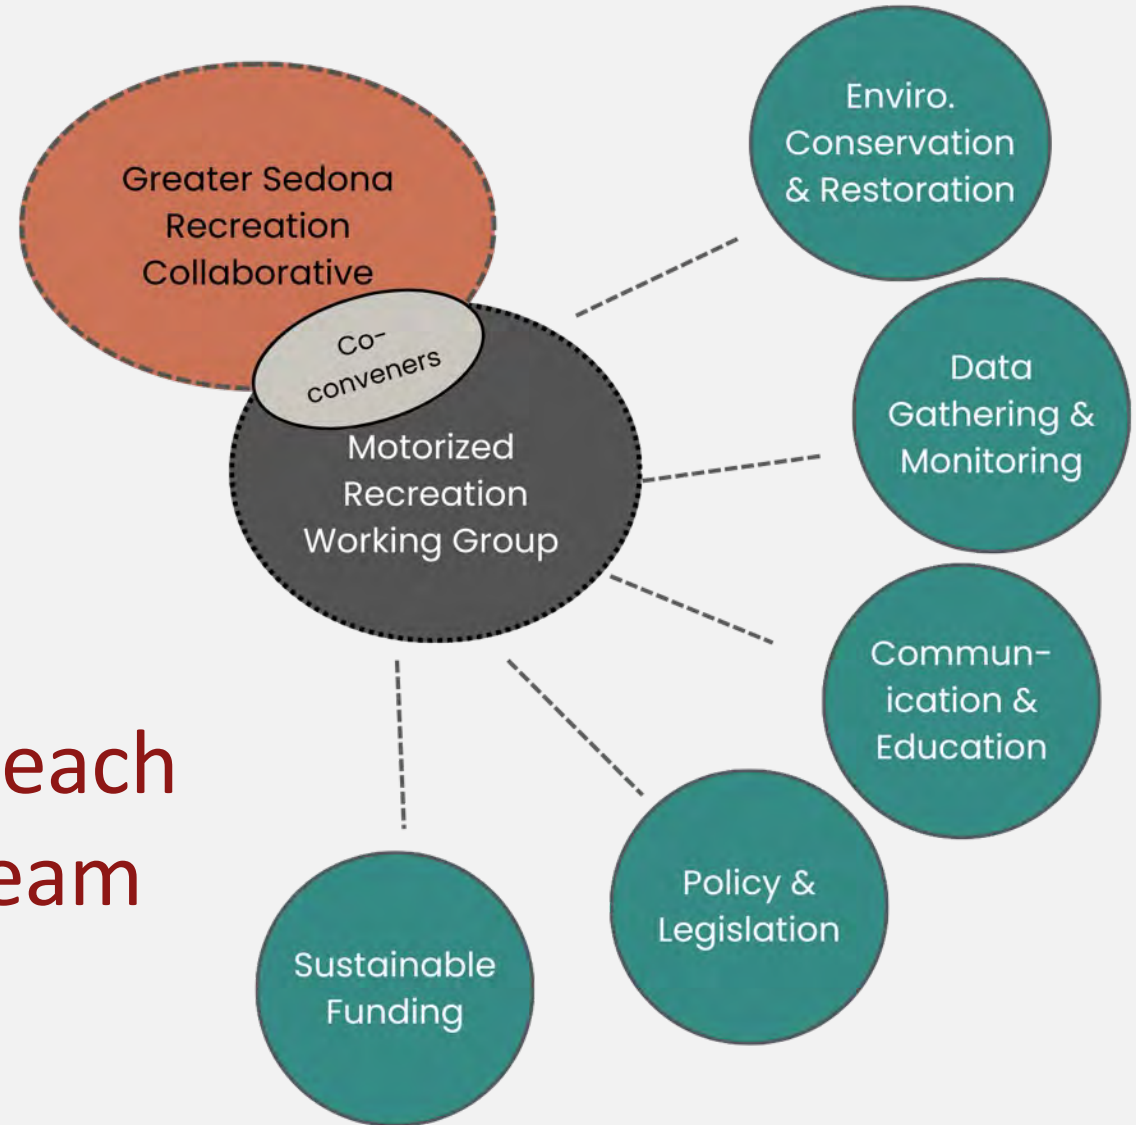 Greater Sedona
Recreation
Collaborative
Co-
conveners
Motorized
Recreation
Working Group
Enviro.
Conservation
& Restoration
Data
Gathering &
Monitoring
Commun-
ication &
Education
Policy &
Legislation
Sustainable
Funding
each
eam